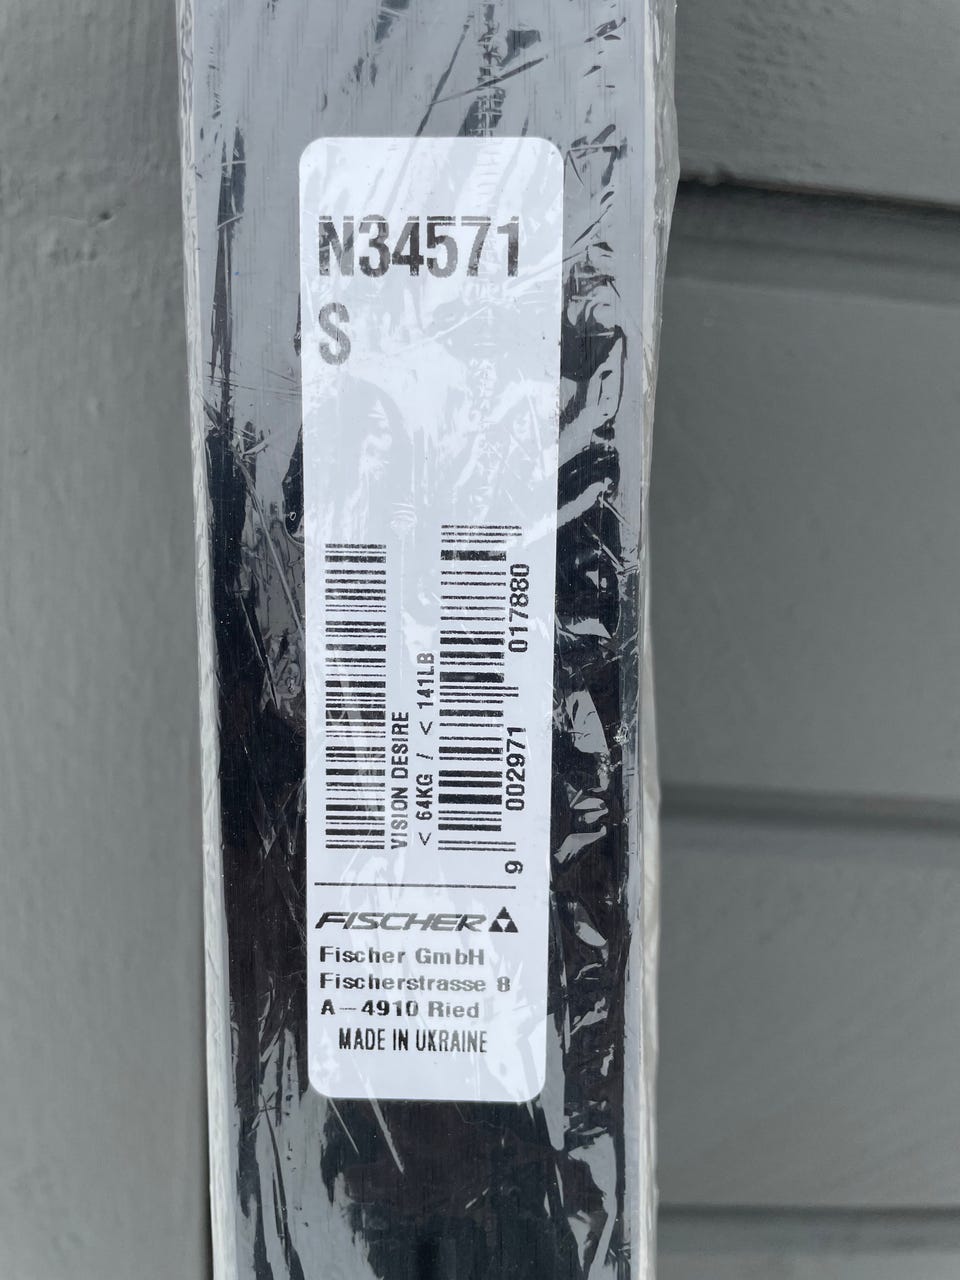 N34571
S
VISION DESIRE
< 64KG / < 141LB
9 002971 017880
FISCHER
Fischer GmbH
Fischerstrasse 8
A-4910 Ried
MADE IN UKRAINE